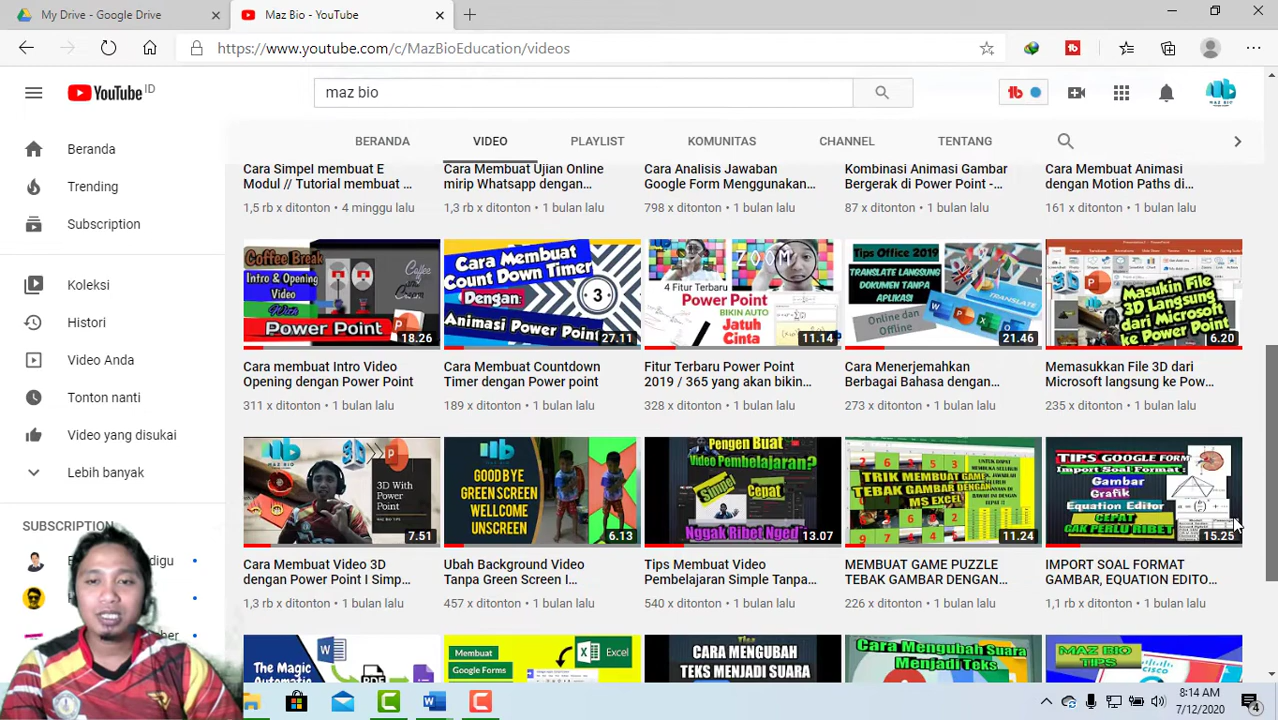 My Drive - Google Drive
Maz Bio - YouTube
https://www.youtube.com/c/MazBioEducation/videos
YouTube ID
maz bio
BERANDA
VIDEO
PLAYLIST
KOMUNITAS
CHANNEL
TENTANG
Beranda
Trending
Subscription
Koleksi
Histori
Video Anda
Tonton nanti
Video yang disukai
Lebih banyak
SUBSCRIPTION
Cara Simpel membuat E
Modul // Tutorial membuat ...
1,5 rb x ditonton • 4 minggu lalu
Cara Membuat Ujian Online
mirip Whatsapp dengan...
1,3 rb x ditonton • 1 bulan lalu
Cara Analisis Jawaban
Google Form Menggunakan...
798 x ditonton • 1 bulan lalu
Kombinasi Animasi Gambar
Bergerak di Power Point -...
87 x ditonton • 1 bulan lalu
Cara Membuat Animasi
dengan Motion Paths di...
161 x ditonton • 1 bulan lalu
Coffee Break
Intro & Opening
Video
Power Point
18.26
Cara membuat Intro Video
Opening dengan Power Point
311 x ditonton • 1 bulan lalu
Cara Membuat
Count Down Timer
Dengan:
3
Animasi Power Point
27.11
Cara Membuat Countdown
Timer dengan Power point
189 x ditonton • 1 bulan lalu
ZOOM
4 Fitur Terbaru
Power Point
BIKIN AUTO
Jatuh
Cinta
11.14
Fitur Terbaru Power Point
2019 / 365 yang akan bikin...
328 x ditonton • 1 bulan lalu
Tips Office 2019
TRANSLATE LANGSUNG
DOKUMEN TANPA
APLIKASI
Online dan
Offline
TRANSLATE
21.46
Cara Menerjemahkan
Berbagai Bahasa dengan...
273 x ditonton • 1 bulan lalu
Masukin File
3D Langsung
dari Microsoft
ke Power Point
6.20
Memasukkan File 3D dari
Microsoft langsung ke Pow...
235 x ditonton • 1 bulan lalu
MAZ BIO
3D
3D With
Power
Point
7.51
Cara Membuat Video 3D
dengan Power Point I Simp...
1,3 rb x ditonton • 1 bulan lalu
GOOD BYE
GREEN SCREEN
WELLCOME
UNSCREEN
6.13
Ubah Background Video
Tanpa Green Screen I...
457 x ditonton • 1 bulan lalu
Pengen Buat
Video Pembelajaran?
Simple
Cepat
Nggak Ribet Ngedi
13.07
Tips Membuat Video
Pembelajaran Simple Tanpa...
540 x ditonton • 1 bulan lalu
TRIK MEMBUAT GAME
TEBAK GAMBAR DENGAN
MS EXCEL
11.24
MEMBUAT GAME PUZZLE
TEBAK GAMBAR DENGAN...
226 x ditonton • 1 bulan lalu
TIPS GOOGLE FORM
Import Soal Format:
Gambar
Grafik
Equation Editor
CEPAT
GAK PERLU RIBET
15.25
IMPORT SOAL FORMAT
GAMBAR, EQUATION EDITO...
1,1 rb x ditonton • 1 bulan lalu
The Magic
Automatic
PDF
Membuat
Google Forms
Excel
Tips
CARA MENGUBAH
TEKS MENJADI SUARA
Cara Mengubah Suara
Menjadi Teks
MAZ BIO
TIPS
8:14 AM
7/12/2020
4